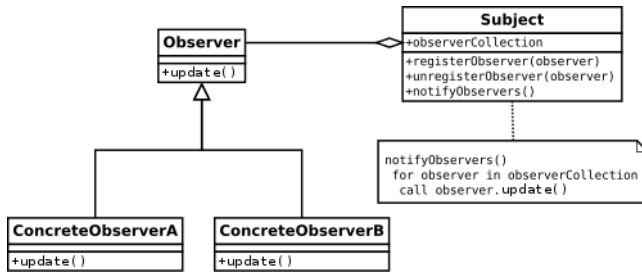 Observer
+update()
Subject
+observerCollection
+registerObserver(observer)
+unregisterObserver(observer)
+notifyObservers()
notifyObservers()
for observer in observerCollection
call observer.update()
ConcreteObserverA
+update()
ConcreteObserverB
+update()